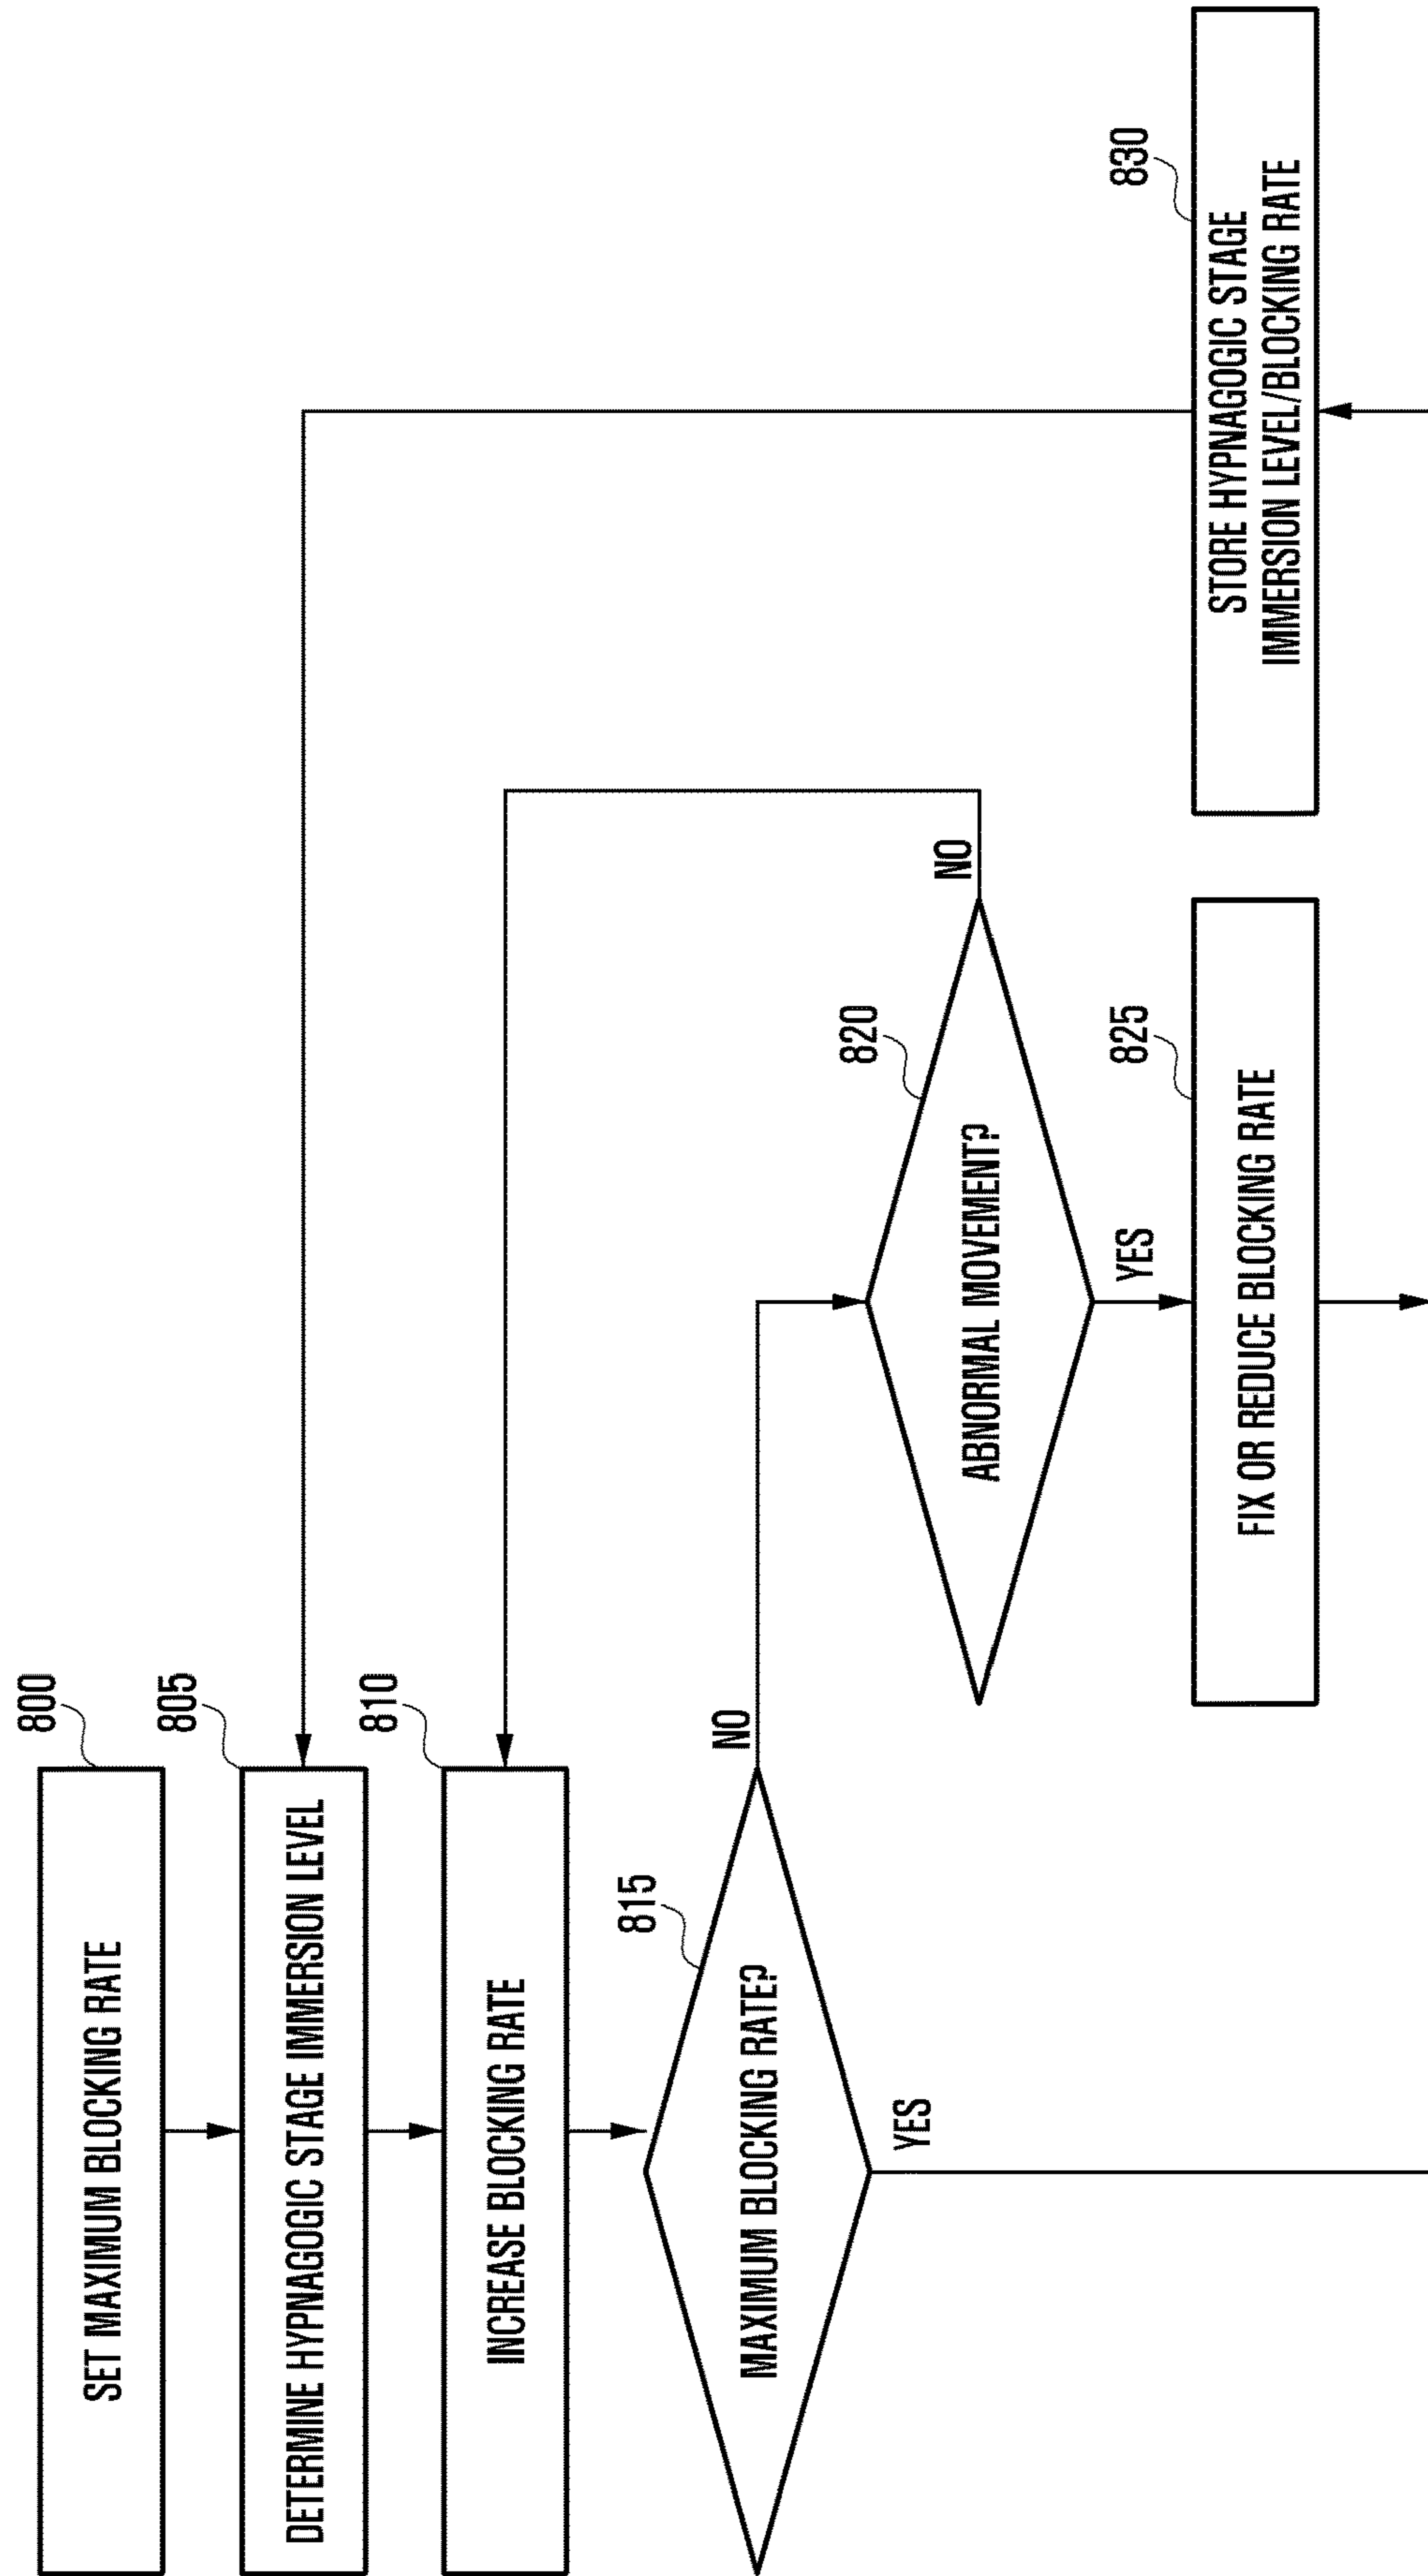 800
SET MAXIMUM BLOCKING RATE
805
DETERMINE HYPNAGOGIC STAGE IMMERSION LEVEL
810
INCREASE BLOCKING RATE
815
MAXIMUM BLOCKING RATE?
NO
YES
820
ABNORMAL MOVEMENT?
NO
YES
825
FIX OR REDUCE BLOCKING RATE
830
STORE HYPNAGOGIC STAGE
IMMERSION LEVEL/BLOCKING RATE